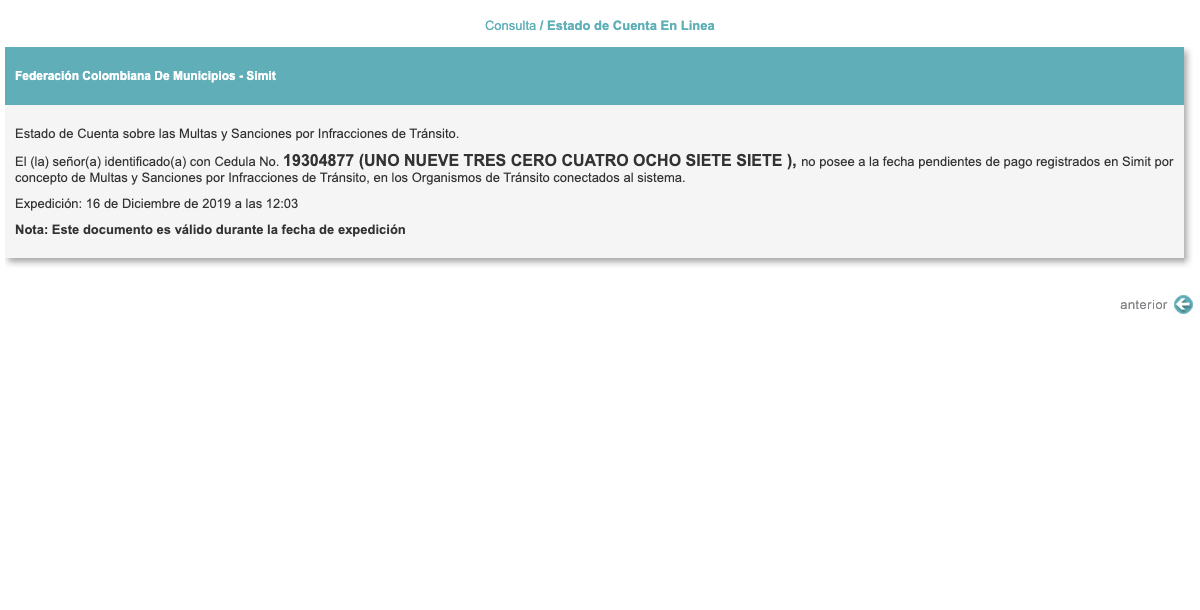 Consulta / Estado de Cuenta En Linea
Federación Colombiana De Municipios - Simit
Estado de Cuenta sobre las Multas y Sanciones por Infracciones de Tránsito.
El (la) señor(a) identificado(a) con Cedula No. 19304877 (UNO NUEVE TRES CERO CUATRO OCHO SIETE SIETE ), no posee a la fecha pendientes de pago registrados en Simit por
concepto de Multas y Sanciones por Infracciones de Tránsito, en los Organismos de Tránsito conectados al sistema.
Expedición: 16 de Diciembre de 2019 a las 12:03
Nota: Este documento es válido durante la fecha de expedición
anterior